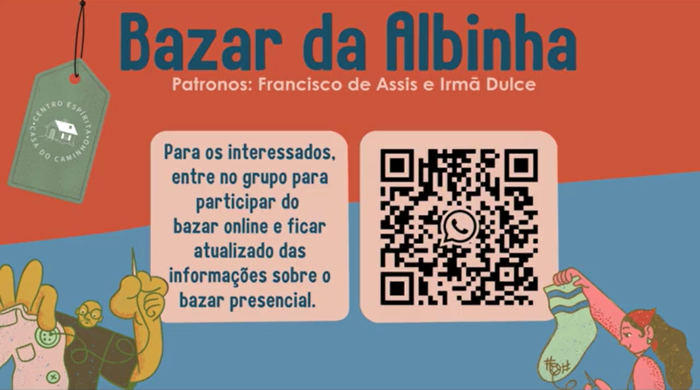 Bazar da Albinha
Patronos: Francisco de Assis e Irmã Dulce
CENTRO ESPÍRITA
CASA DO CAMINHO
Para os interessados,
entre no grupo para
participar do
bazar online e ficar
atualizado das
informações sobre o
bazar presencial.